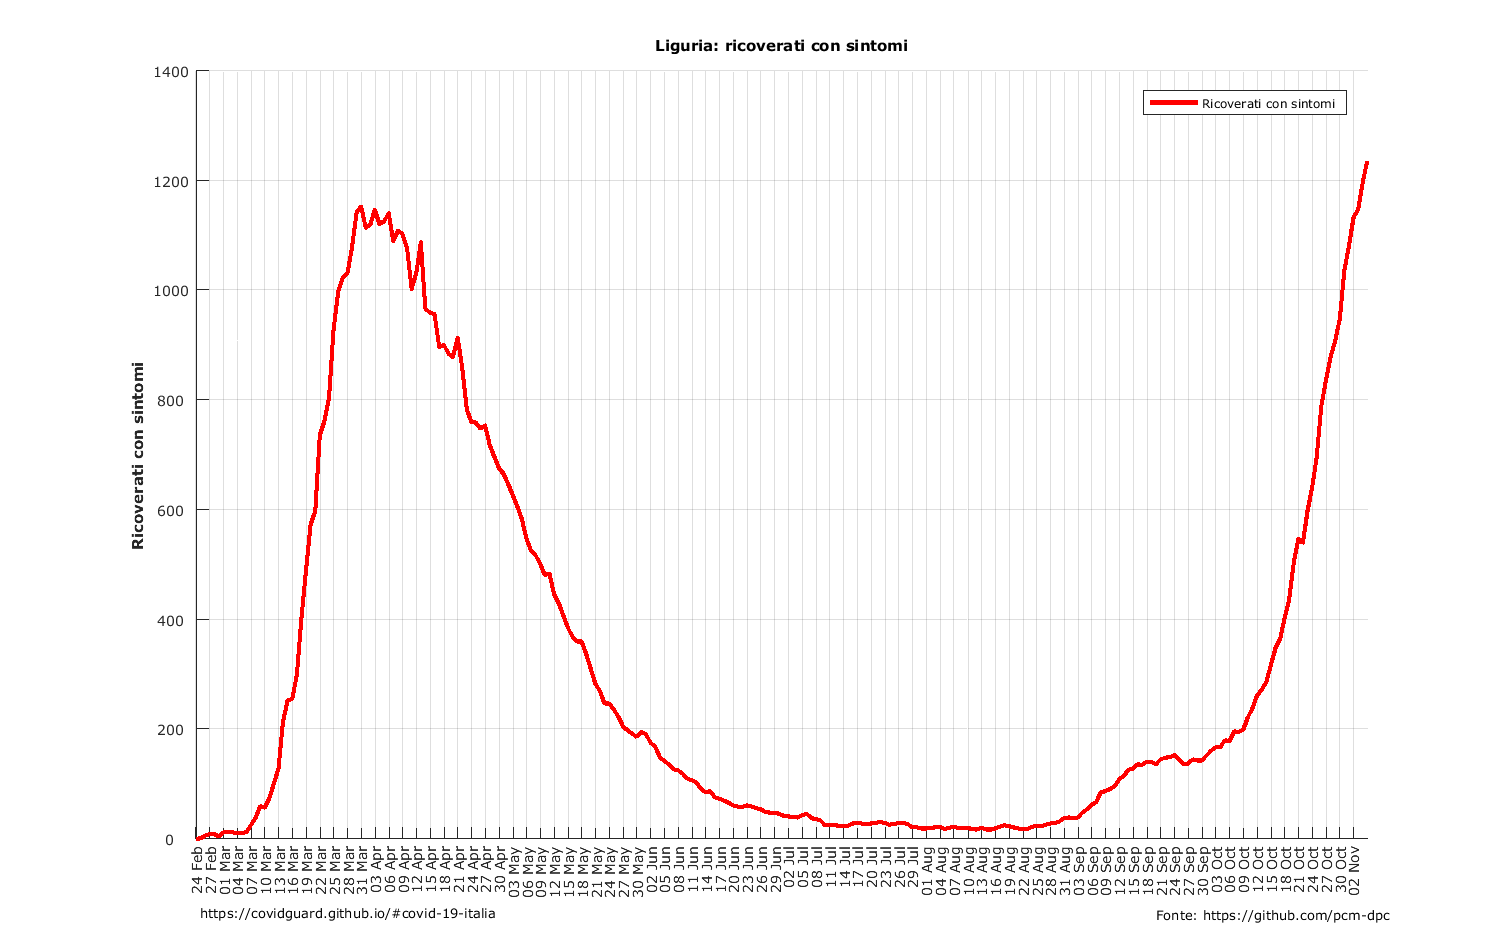 Liguria: ricoverati con sintomi
1400
1200
1000
800
600
400
200
0
Ricoverati con sintomi
Ricoverati con sintomi
24 Feb
27 Feb
01 Mar
04 Mar
07 Mar
10 Mar
13 Mar
16 Mar
19 Mar
22 Mar
25 Mar
28 Mar
31 Mar
03 Apr
06 Apr
09 Apr
12 Apr
15 Apr
18 Apr
21 Apr
24 Apr
27 Apr
30 Apr
03 May
06 May
09 May
12 May
15 May
18 May
21 May
24 May
27 May
30 May
02 Jun
05 Jun
08 Jun
11 Jun
14 Jun
17 Jun
20 Jun
23 Jun
26 Jun
29 Jun
02 Jul
05 Jul
08 Jul
11 Jul
14 Jul
17 Jul
20 Jul
23 Jul
26 Jul
29 Jul
01 Aug
04 Aug
07 Aug
10 Aug
13 Aug
16 Aug
19 Aug
22 Aug
25 Aug
28 Aug
31 Aug
03 Sep
06 Sep
09 Sep
12 Sep
15 Sep
18 Sep
21 Sep
24 Sep
27 Sep
30 Sep
03 Oct
06 Oct
09 Oct
12 Oct
15 Oct
18 Oct
21 Oct
24 Oct
27 Oct
30 Oct
02 Nov
https://covidguard.github.io/#covid-19-italia
Fonte: https://github.com/pcm-dpc